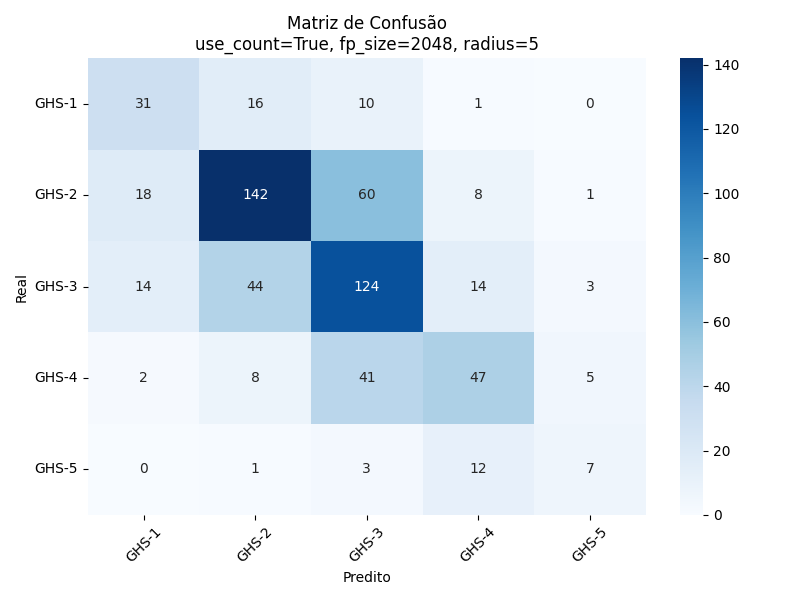 Matriz de Confusão
use_count=True, fp_size=2048, radius=5
GHS-1 31 16 10 1 0
GHS-2 18 142 60 8 1
GHS-3 14 44 124 14 3
GHS-4 2 8 41 47 5
GHS-5 0 1 3 12 7
Real
GHS-1 GHS-2 GHS-3 GHS-4 GHS-5
Predito
140
120
100
80
60
40
20
0